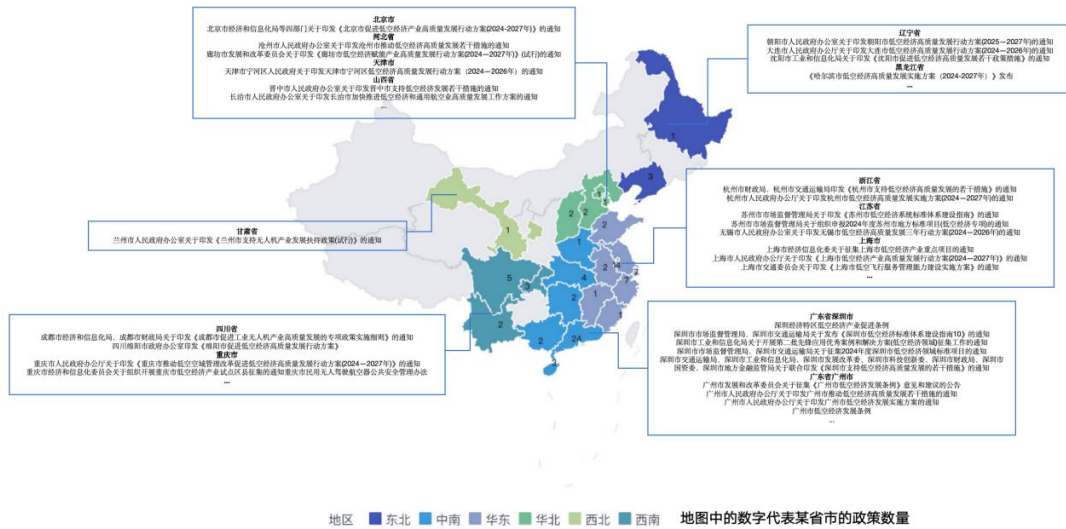 北京市
北京市经济和信息化局等四部门关于印发《北京市促进低空经济产业高质量发展行动方案(2024-2027年)》的通知
河北省
沧州市人民政府办公室关于印发沧州市推动低空经济高质量发展若干措施的通知
廊坊市发展和改革委员会关于印发《廊坊市低空经济赋能产业高质量发展行动方案(2024-2027年)》(试行)的通知
天津市
天津市宁河区人民政府关于印发天津市宁河区低空经济高质量发展行动方案（2024—2026年）的通知
山西省
晋中市人民政府办公室关于印发晋中市支持低空经济发展若干措施的通知
长治市人民政府办公室关于印发长治市加快推进低空经济和通用航空业高质量发展工作方案的通知
...
辽宁省
朝阳市人民政府办公室关于印发朝阳市低空经济高质量发展行动方案(2025－2027年)的通知
大连市人民政府办公厅关于印发大连市低空经济高质量发展行动方案(2024—2026年)的通知
沈阳市工业和信息化局关于印发《沈阳市促进低空经济高质量发展若干政策措施》的通知
黑龙江省
《哈尔滨市低空经济高质量发展实施方案（2024-2027年）》发布
...
浙江省
杭州市财政局、杭州市交通运输局印发《杭州市支持低空经济高质量发展的若干措施》的通知
杭州市人民政府办公厅关于印发杭州市低空经济高质量发展实施方案(2024—2027年)的通知
江苏省
苏州市市场监督管理局关于印发《苏州市低空经济系统标准体系建设指南》的通知
苏州市市场监督管理局关于组织申报2024年度苏州市地方标准项目(低空经济专项)的通知
无锡市人民政府办公室关于印发无锡市低空经济高质量发展三年行动方案(2024—2026年)的通知
上海市
上海市经济信息化委关于征集上海市低空经济产业重点项目的通知
上海市人民政府办公厅关于印发《上海市低空经济产业高质量发展行动方案(2024—2027年)》的通知
上海市交通委员会关于印发《上海市低空飞行服务管理能力建设实施方案》的通知
...
甘肃省
兰州市人民政府办公室关于印发《兰州市支持无人机产业发展扶持政策(试行)》的通知
四川省
成都市经济和信息化局、成都市财政局关于印发《成都市促进工业无人机产业高质量发展的专项政策实施细则》的通知
四川绵阳市政府办公室印发《绵阳市促进低空经济发展行动方案》
重庆市
重庆市人民政府办公厅关于印发《重庆市推动低空空域管理改革促进低空经济高质量发展行动方案(2024—2027年)》的通知
重庆市经济和信息化委员会关于组织开展重庆市低空经济产业试点区县征集的通知重庆市民用无人驾驶航空器公共安全管理办法
...
广东省深圳市
深圳经济特区低空经济产业促进条例
深圳市市场监督管理局、深圳市交通运输局关于发布《深圳市低空经济标准体系建设指南10》的通知
深圳市工业和信息化局关于开展第二批先锋应用优秀案例和解决方案(低空经济领域)征集工作的通知
深圳市市场监督管理局、深圳市交通运输局关于征集2024年度深圳市低空经济领域标准项目的通知
深圳市交通运输局、深圳市工业和信息化局、深圳市发展改革委、深圳市科技创新委、深圳市财政局、深圳市
国资委、深圳市地方金融监管局关于联合印发《深圳市支持低空经济高质量发展的若干措施》的通知
广东省广州市
广州市发展和改革委员会关于征集《广州市低空经济发展条例》意见和建议的公告
广州市人民政府办公厅关于印发广州市推动低空经济高质量发展若干措施的通知
广州市人民政府办公厅关于印发广州市低空经济发展实施方案的通知
广州市低空经济发展条例
...
1
3
1
1
2
2
2
1
1
14
2
5
3
4
7
2
1
2
1
2
24
地区 东北 中南 华东 华北 西北 西南
地图中的数字代表某省市的政策数量